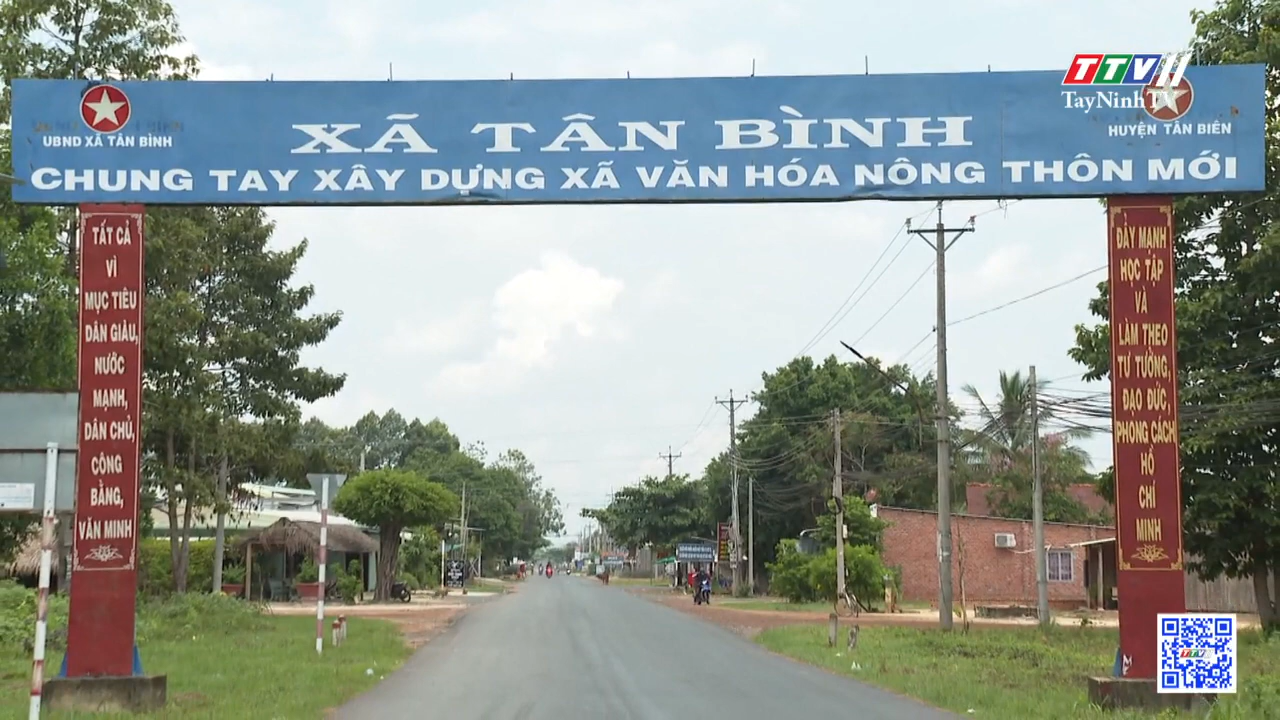 TTV11
TayNinhTV
UBND XÃ TÂN BÌNH
XÃ TÂN BÌNH
HUYỆN TÂN BIÊN
CHUNG TAY XÂY DỰNG XÃ VĂN HÓA NÔNG THÔN MỚI
TẤT CẢ
VÌ
MỤC TIÊU
DÂN GIÀU,
NƯỚC
MẠNH,
DÂN CHỦ,
CÔNG
BẰNG,
VĂN MINH
ĐẨY MẠNH
HỌC TẬP
VÀ
LÀM THEO
TƯ TƯỞNG,
ĐẠO ĐỨC,
PHONG CÁCH
HỒ
CHÍ
MINH
TTV11